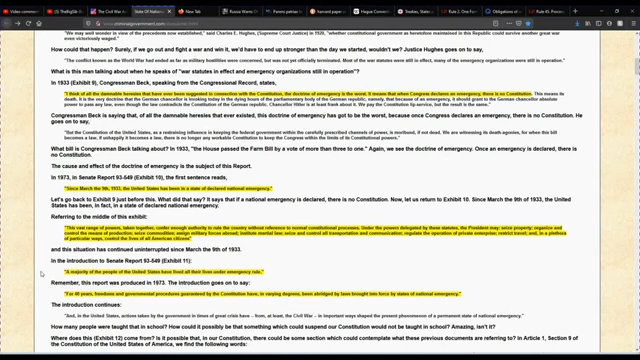 The Civil War
State Of National
Russia Warns O
Parens patriae
Harvard paper
Hague Commen
Treaties, States
Rule 2. One Form
Obligations of
Rule 45. Posses
"We may well wonder in view of the precedents now established," said Charles E. Hughes, (Supreme Court Justice) in 1920, "whether constitutional government as heretofore maintained in this Republic could survive another great war
even victoriously waged."
How could that happen? Surely, if we go out and fight a war and win it, we'd have to end up stronger than the day we started, wouldn't we? Justice Hughes goes on to say,
"The conflict known as the World War had ended as far as military hostilities were concerned, but was not yet officially terminated. Most of the war statutes were still in effect, many of the emergency organizations were still in operation."
What is this man talking about when he speaks of "war statutes in effect and emergency organizations still in operation"?
In 1933 (Exhibit 9), Congressman Beck, speaking from the Congressional Record, states,
"I think of all the damnable heresies that have ever been suggested in connection with the Constitution, the doctrine of emergency is the worst. It means that when Congress declares an emergency, there is no Constitution. This means its
death. It is the very doctrine that the German chancellor is invoking today in the dying hours of the parliamentary body of the German republic, namely, that because of an emergency, it should grant to the German chancellor absolute
power to pass any law, even though the law contradicts the Constitution of the German republic. Chancellor Hitler is at least frank about it. We pay the Constitution lip-service, but the result is the same."
Congressman Beck is saying that, of all the damnable heresies that ever existed, this doctrine of emergency has got to be the worst, because once Congress declares an emergency, there is no Constitution. He
goes on to say,
"But the Constitution of the United States, as a restraining influence in keeping the federal government within the carefully prescribed channels of power, is moribund, if not dead. We are witnessing its death-agonies, for when this bill
becomes a law, if unhappily it becomes a law, there is no longer any workable Constitution to keep the Congress within the limits of its Constitutional powers."
What bill is Congressman Beck talking about? In 1933, "the House passed the Farm Bill by a vote of more than three to one." Again, we see the doctrine of emergency. Once an emergency is declared, there is
no Constitution.
The cause and effect of the doctrine of emergency is the subject of this Report.
In 1973, in Senate Report 93-549 (Exhibit 10), the first sentence reads,
"Since March the 9th, 1933, the United States has been in a state of declared national emergency."
Let's go back to Exhibit 9 just before this. What did that say? It says that if a national emergency is declared, there is no Constitution. Now, let us return to Exhibit 10. Since March the 9th of 1933, the United
States has been, in fact, in a state of declared national emergency.
Referring to the middle of this exhibit:
"This vast range of powers, taken together, confer enough authority to rule the country without reference to normal constitutional processes. Under the powers delegated by these statutes, the President may: seize property; organize and
control the means of production; seize commodities; assign military forces abroad; institute martial law; seize and control all transportation and communication; regulate the operation of private enterprise; restrict travel; and, in a plethora
of particular ways, control the lives of all American citizens"
and this situation has continued uninterrupted since March the 9th of 1933.
In the introduction to Senate Report 93-549 (Exhibit 11):
"A majority of the people of the United States have lived all their lives under emergency rule."
Remember, this report was produced in 1973. The introduction goes on to say:
"For 40 years, freedoms and governmental procedures guaranteed by the Constitution have, in varying degrees, been abridged by laws brought into force by states of national emergency."
The introduction continues:
"And, in the United States, actions taken by the government in times of great crisis have - from, at least, the Civil War - in important ways shaped the present phenomenon of a permanent state of national emergency."
How many people were taught that in school? How could it possibly be that something which could suspend our Constitution would not be taught in school? Amazing, isn't it?
Where does this (Exhibit 12) come from? Is it possible that, in our Constitution, there could be some section which could contemplate what these previous documents are referring to? In Article 1, Section 9 of
the Constitution of the United States of America, we find the following words: